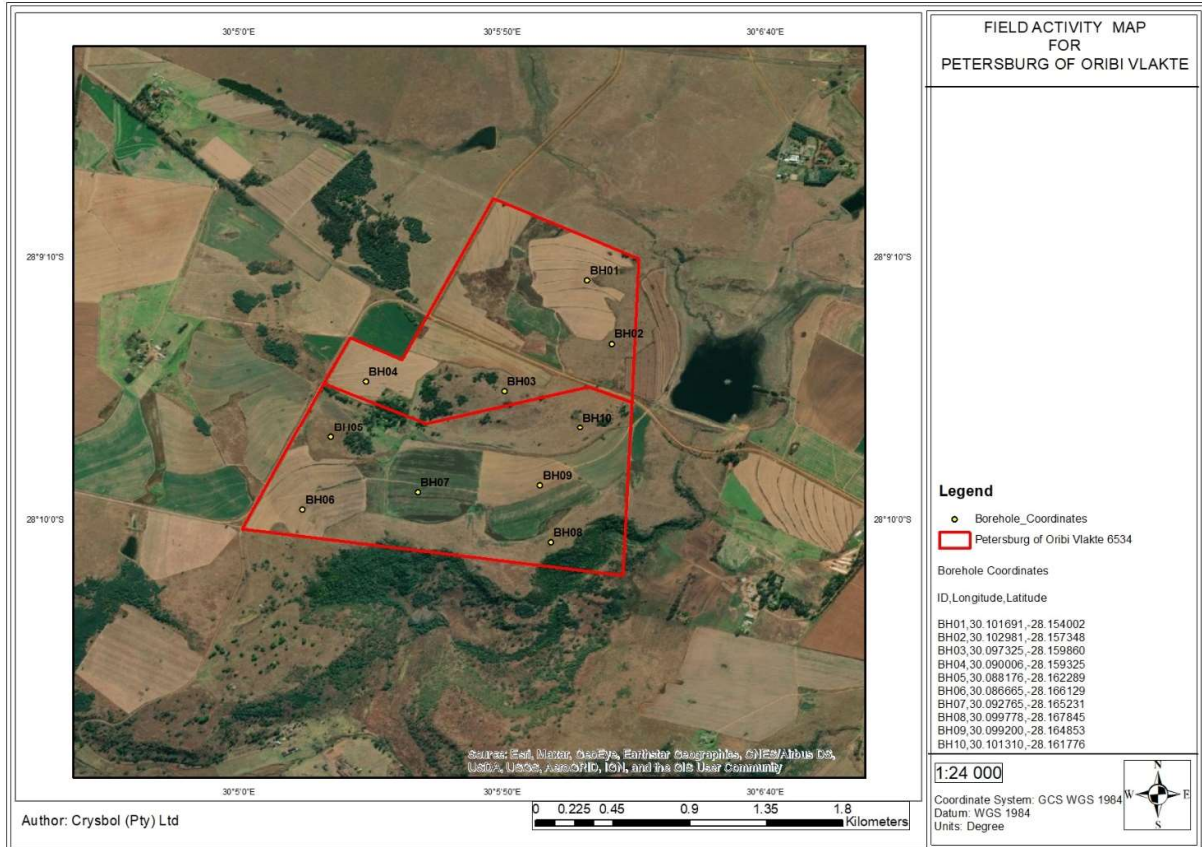 FIELD ACTIVITY MAP
FOR
PETERSBURG OF ORIBI VLAKTE
30°5'0"E
30°5'50"E
30°6'40"E
28°9'10"S
28°9'10"S
BH01
BH02
BH04
BH03
BH10
BH05
BH09
BH07
BH06
BH08
28°10'0"S
28°10'0"S
Legend
Borehole_Coordinates
Petersburg of Oribi Vlakte 6534
Borehole Coordinates
ID,Longitude,Latitude
BH01,30.101691,-28.154002
BH02,30.102981,-28.157348
BH03,30.097325,-28.159860
BH04,30.090006,-28.159325
BH05,30.088176,-28.162289
BH06,30.086665,-28.166129
BH07,30.092765,-28.165231
BH08,30.099778,-28.167845
BH09,30.099200,-28.164853
BH10,30.101310,-28.161776
Source: Esri, Maxar, GeoEye, Earthstar Geographics, CNES/Airbus DS,
USDA, USGS, AeroGRID, IGN, and the GIS User Community
30°5'0"E
30°5'50"E
30°6'40"E
1:24 000
Coordinate System: GCS WGS 1984
Datum: WGS 1984
Units: Degree
N
W
E
S
Author: Crysbol (Pty) Ltd
0 0.225 0.45 0.9 1.35 1.8
Kilometers